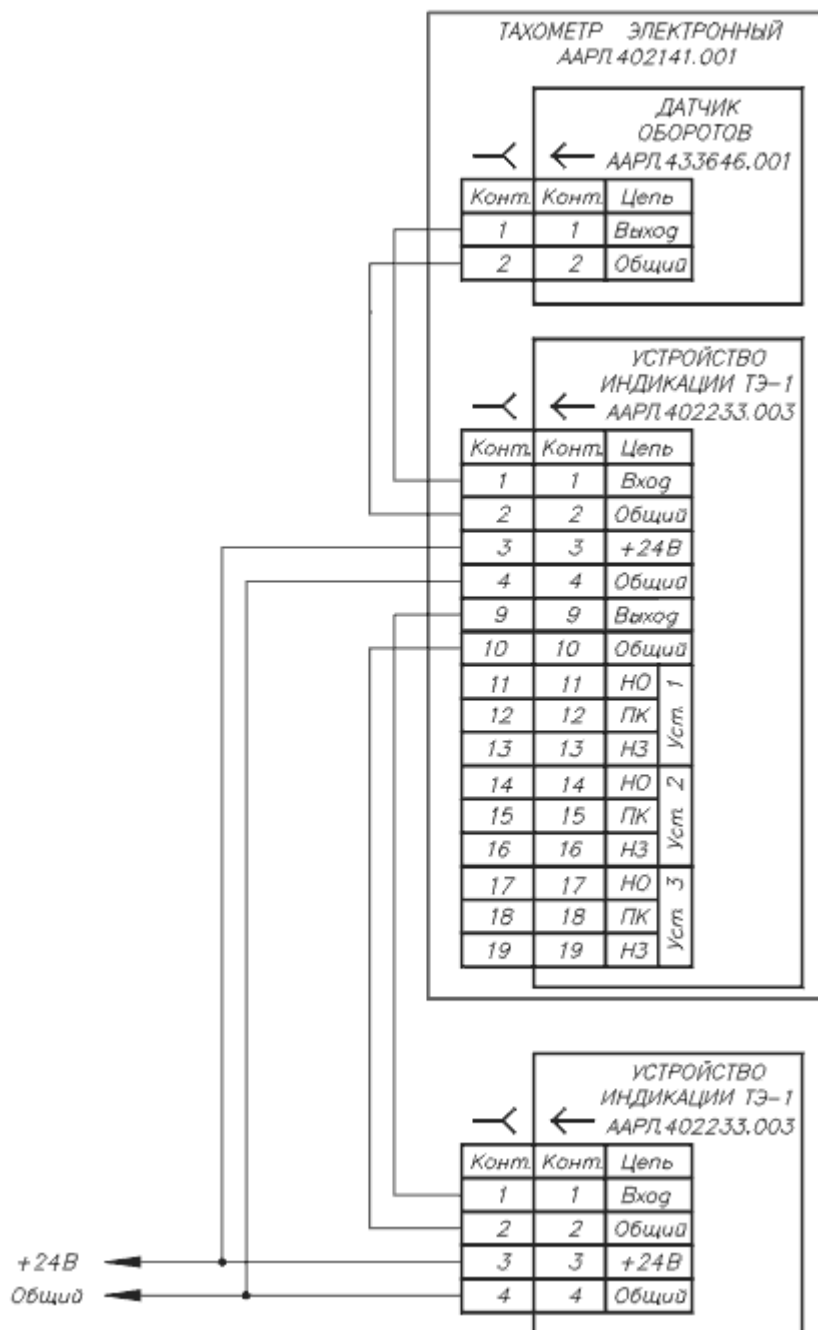 ТАХОМЕТР ЭЛЕКТРОННЫЙ
ААРЛ.402141.001
ДАТЧИК
ОБОРОТОВ
ААРЛ.433646.001
Конт. Конт. Цепь
1 1 Выход
2 2 Общий
УСТРОЙСТВО
ИНДИКАЦИИ ТЭ-1
ААРЛ.402233.003
Конт. Конт. Цепь
1 1 Вход
2 2 Общий
3 3 +24В
4 4 Общий
9 9 Выход
10 10 Общий
11 11 НО
12 12 ПК
13 13 НЗ
Уст. 1
14 14 НО
15 15 ПК
16 16 НЗ
Уст. 2
17 17 НО
18 18 ПК
19 19 НЗ
Уст. 3
УСТРОЙСТВО
ИНДИКАЦИИ ТЭ-1
ААРЛ.402233.003
Конт. Конт. Цепь
1 1 Вход
2 2 Общий
+24В 3 3 +24В
Общий 4 4 Общий